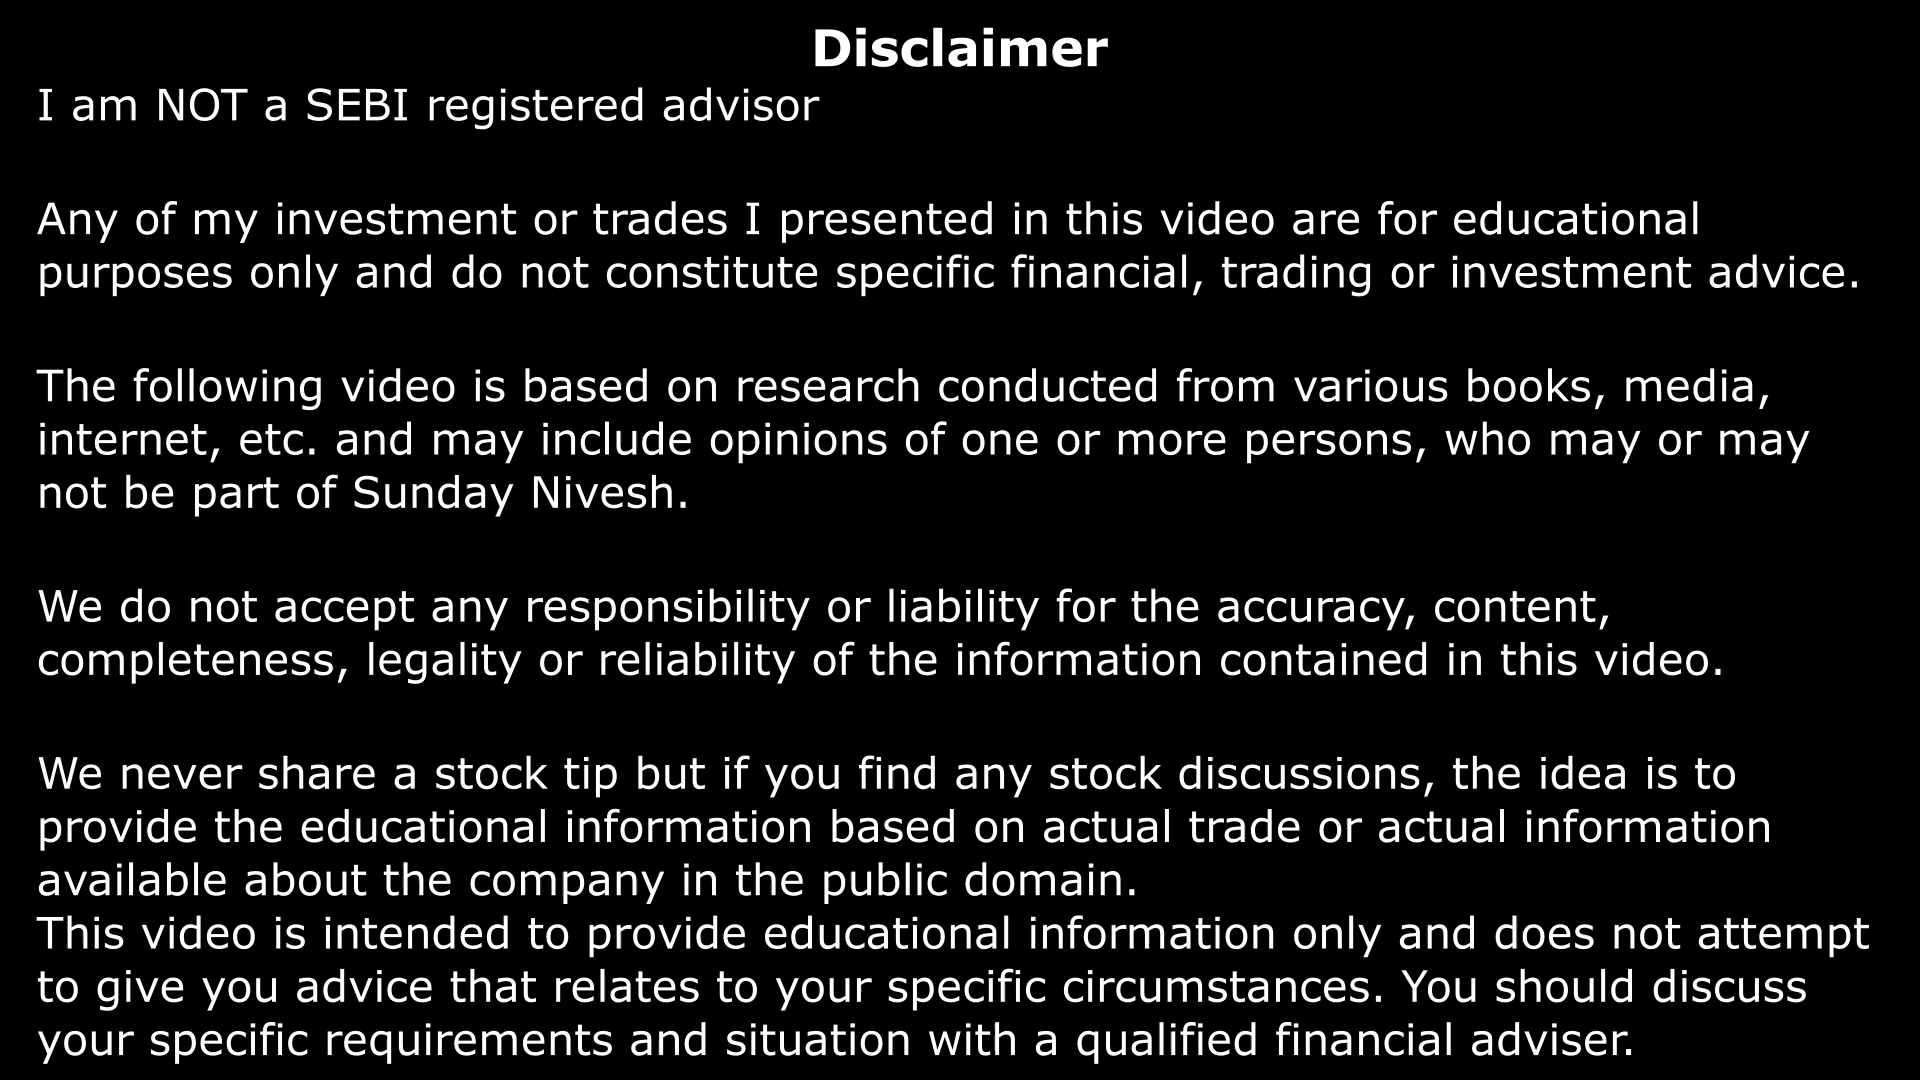 Disclaimer
I am NOT a SEBI registered advisor
Any of my investment or trades I presented in this video are for educational
purposes only and do not constitute specific financial, trading or investment advice.
The following video is based on research conducted from various books, media,
internet, etc. and may include opinions of one or more persons, who may or may
not be part of Sunday Nivesh.
We do not accept any responsibility or liability for the accuracy, content,
completeness, legality or reliability of the information contained in this video.
We never share a stock tip but if you find any stock discussions, the idea is to
provide the educational information based on actual trade or actual information
available about the company in the public domain.
This video is intended to provide educational information only and does not attempt
to give you advice that relates to your specific circumstances. You should discuss
your specific requirements and situation with a qualified financial adviser.